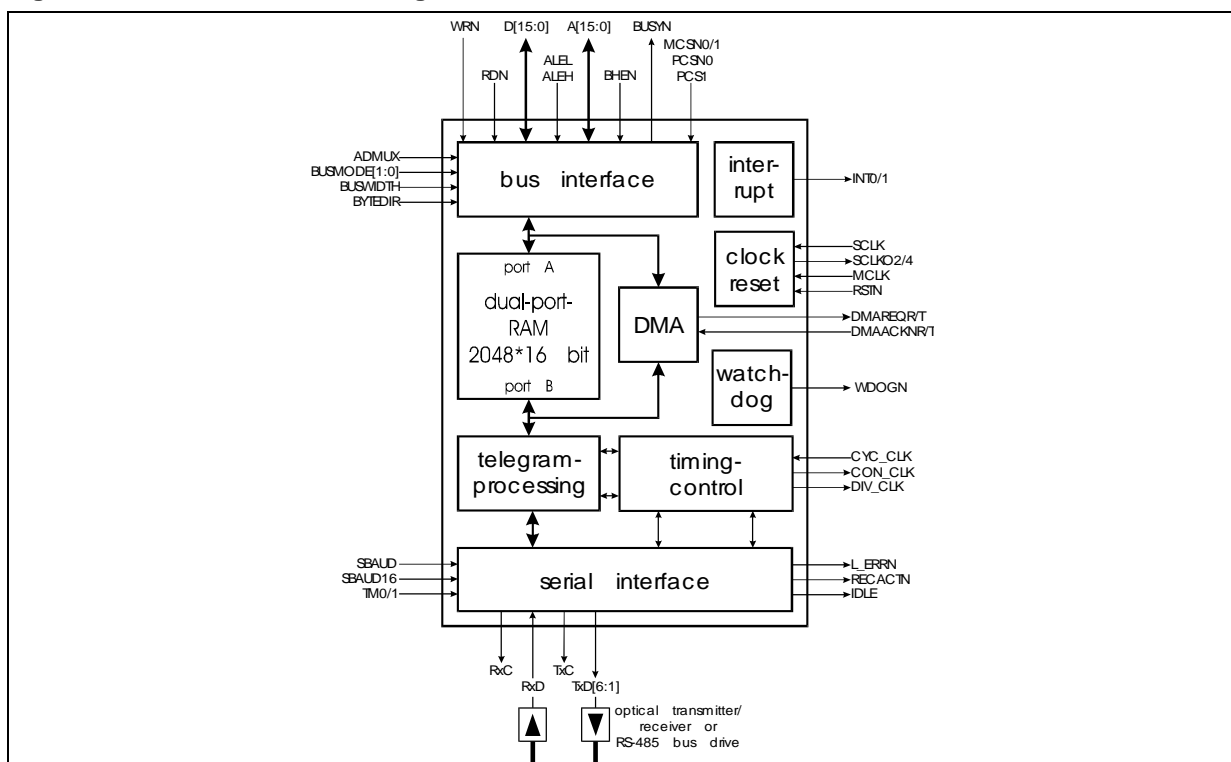 WRN D[15:0] A[15:0] BUSYN
MCSN0/1
PCSN0
PCS1
RDN
ALEL
ALEH
BHEN
ADMUX
BUSMODE[1:0]
BUSWIDTH
BYTEDIR
bus interface
inter-
rupt
INT0/1
clock
reset
SCLK
SCLKO2/4
MCLK
RSTN
port A
dual-port-
RAM
2048*16 bit
port B
DMA
DMAREQR/T
DMAACKNR/T
watch-
dog
WDOGN
telegram-
processing
timing-
control
CYC_CLK
CON_CLK
DIV_CLK
SBAUD
SBAUD16
TM0/1
serial interface
L_ERRN
RECACTN
IDLE
RxC
RxD
TxC
TxD[6:1]
optical transmitter/
receiver or
RS-485 bus drive